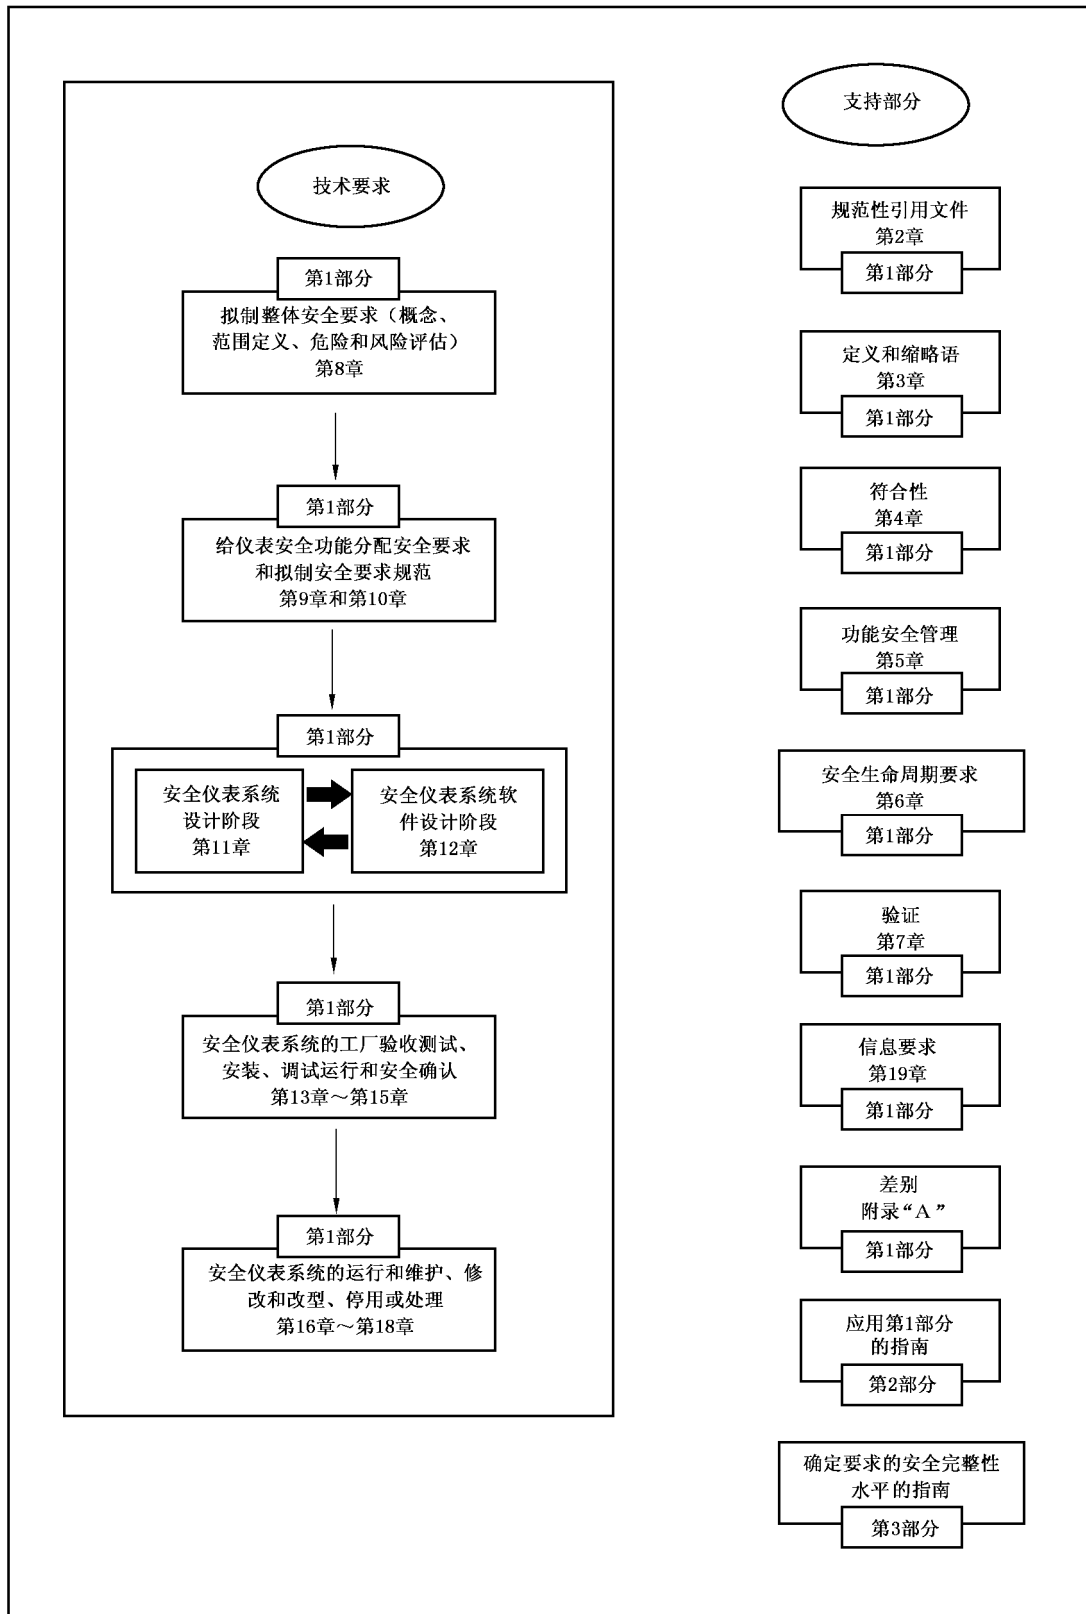 技术要求
第1部分
拟制整体安全要求（概念、
范围定义、危险和风险评估）
第8章
第1部分
给仪表安全功能分配安全要求
和拟制安全要求规范
第9章和第10章
第1部分
安全仪表系统
设计阶段
第11章
安全仪表系统软
件设计阶段
第12章
第1部分
安全仪表系统的工厂验收测试、
安装、调试运行和安全确认
第13章～第15章
第1部分
安全仪表系统的运行和维护、修
改和改型、停用或处理
第16章～第18章
支持部分
规范性引用文件
第2章
第1部分
定义和缩略语
第3章
第1部分
符合性
第4章
第1部分
功能安全管理
第5章
第1部分
安全生命周期要求
第6章
第1部分
验证
第7章
第1部分
信息要求
第19章
第1部分
差别
附录“A”
第1部分
应用第1部分
的指南
第2部分
确定要求的安全完整性
水平的指南
第3部分